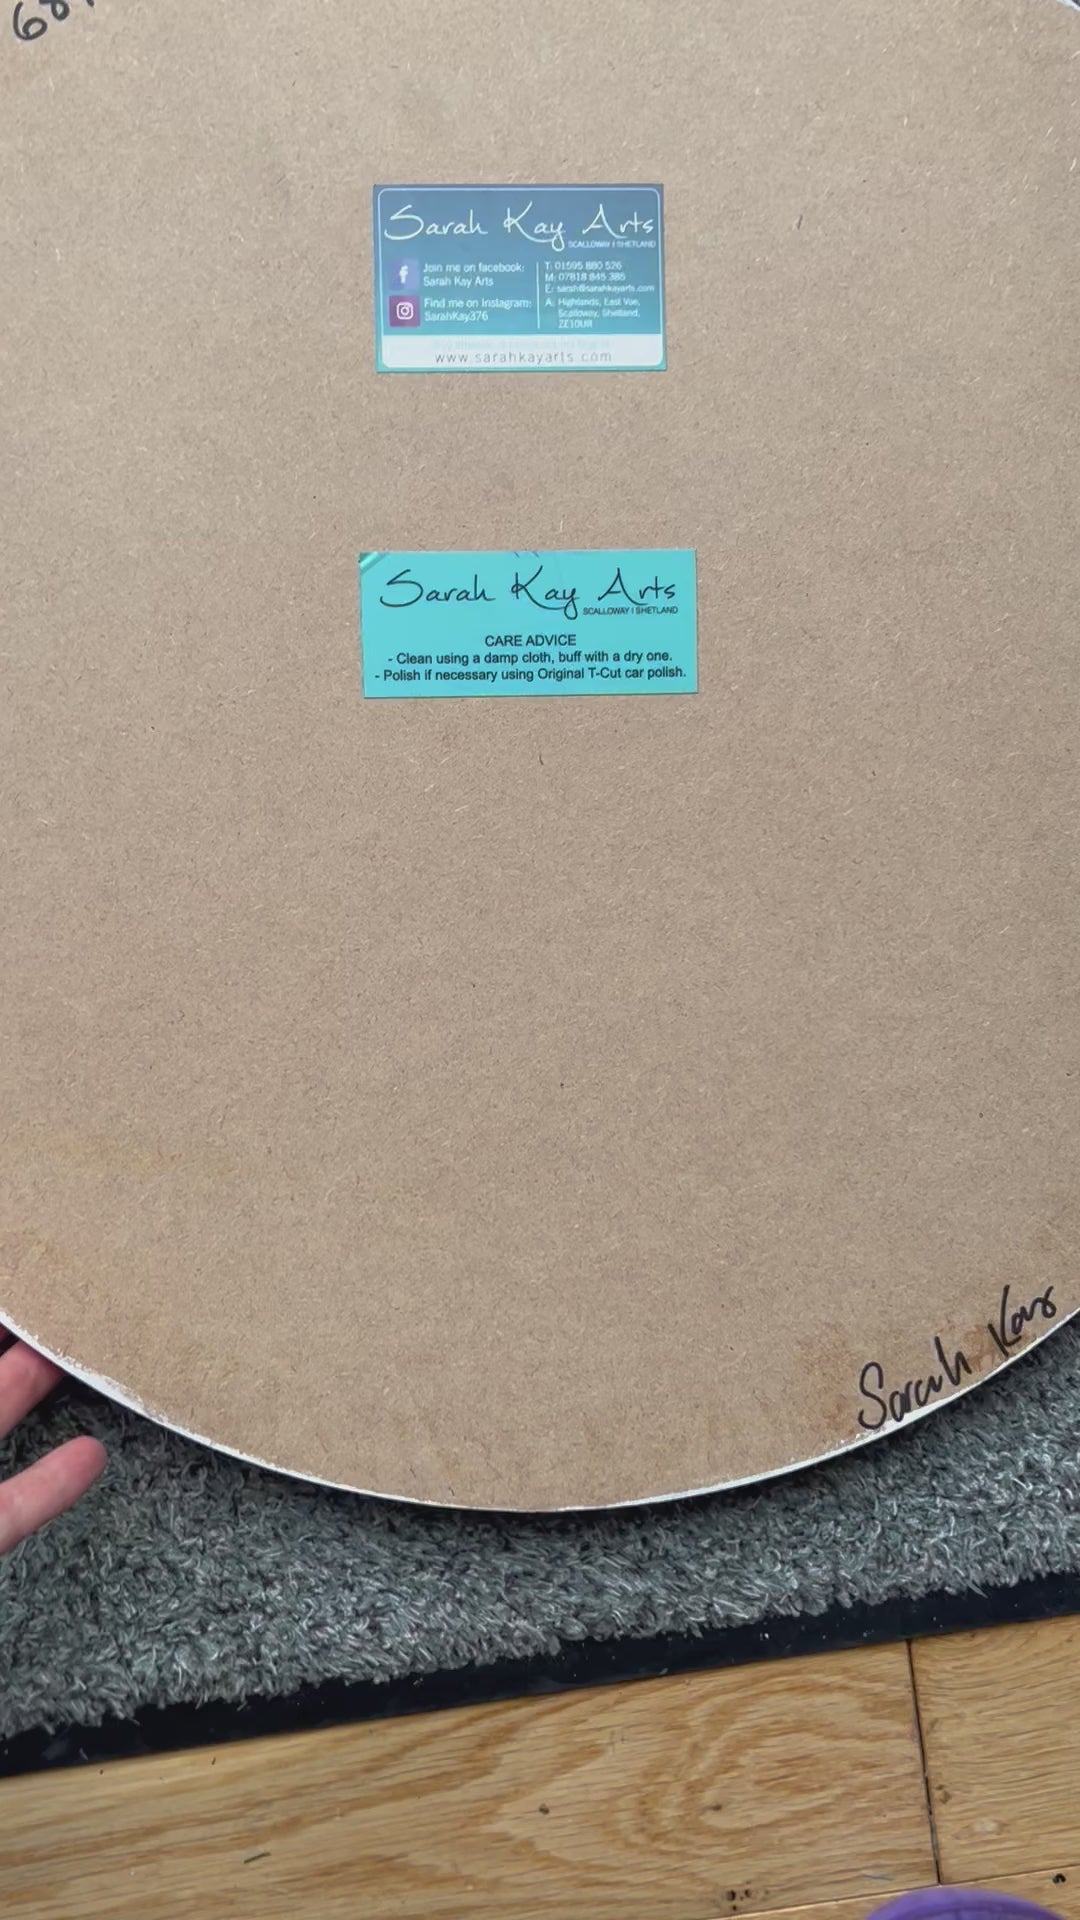 Sarah Kay Arts
SCALLOWAY | SHETLAND
Join me on facebook:
Sarah Kay Arts
Find me on Instagram:
SarahKay376
T: 01595 880 526
M: 07818 845 385
E: sarah@sarahkayarts.com
A: Highlands, East Voe,
Scalloway, Shetland,
ZE10UR
www.sarahkayarts.com
Sarah Kay Arts
SCALLOWAY | SHETLAND
CARE ADVICE
- Clean using a damp cloth, buff with a dry one.
- Polish if necessary using Original T-Cut car polish.
Sarah Kay